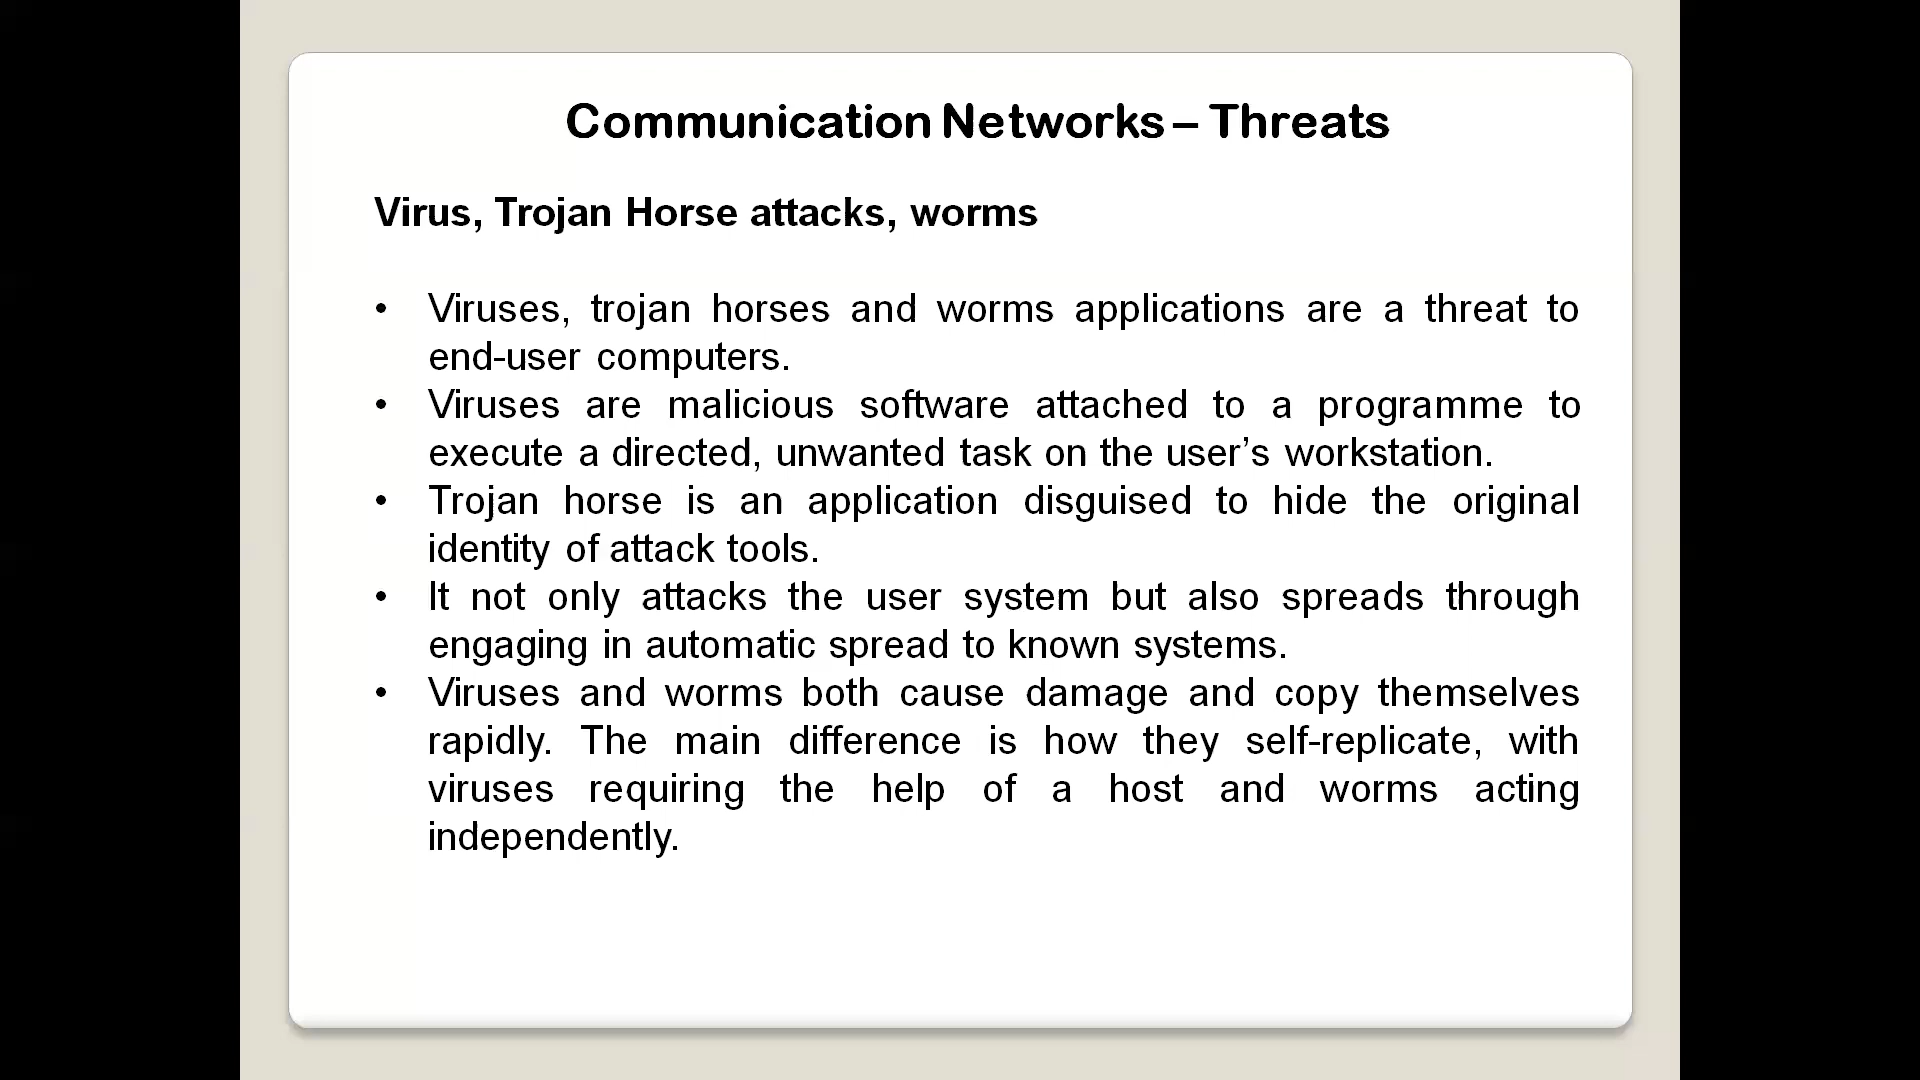 Communication Networks – Threats
Virus, Trojan Horse attacks, worms
• Viruses, trojan horses and worms applications are a threat to
end-user computers.
• Viruses are malicious software attached to a programme to
execute a directed, unwanted task on the user’s workstation.
• Trojan horse is an application disguised to hide the original
identity of attack tools.
• It not only attacks the user system but also spreads through
engaging in automatic spread to known systems.
• Viruses and worms both cause damage and copy themselves
rapidly. The main difference is how they self-replicate, with
viruses requiring the help of a host and worms acting
independently.